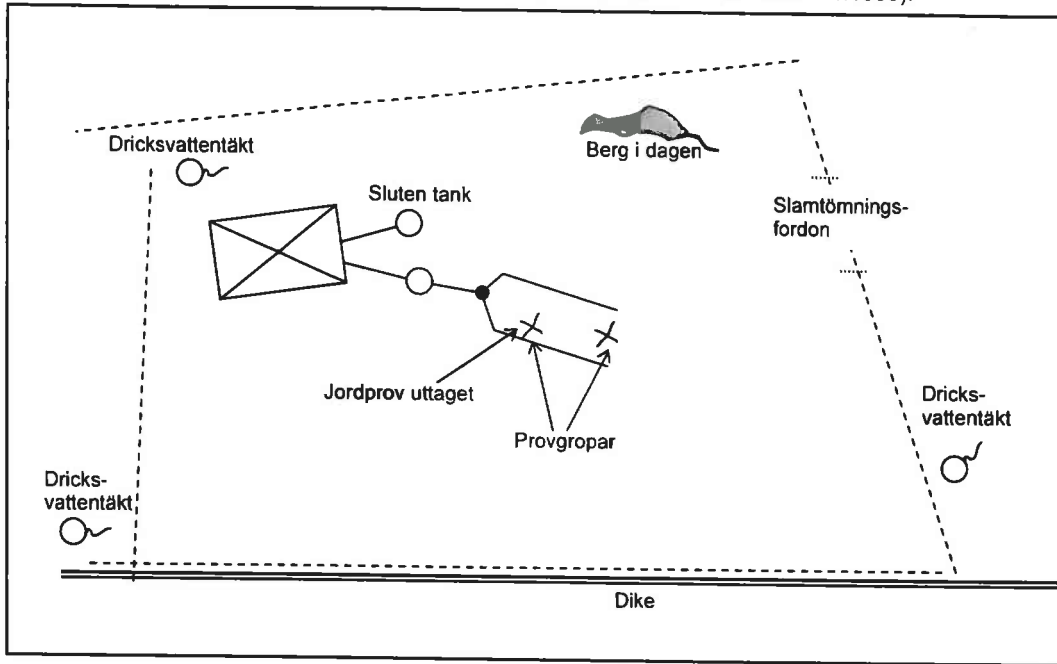 Dricksvattentäkt
Berg i dagen
Sluten tank
Slamtömnings-
fordon
Jordprov uttaget
Provgropar
Dricks-
vattentäkt
Dricks-
vattentäkt
Dike